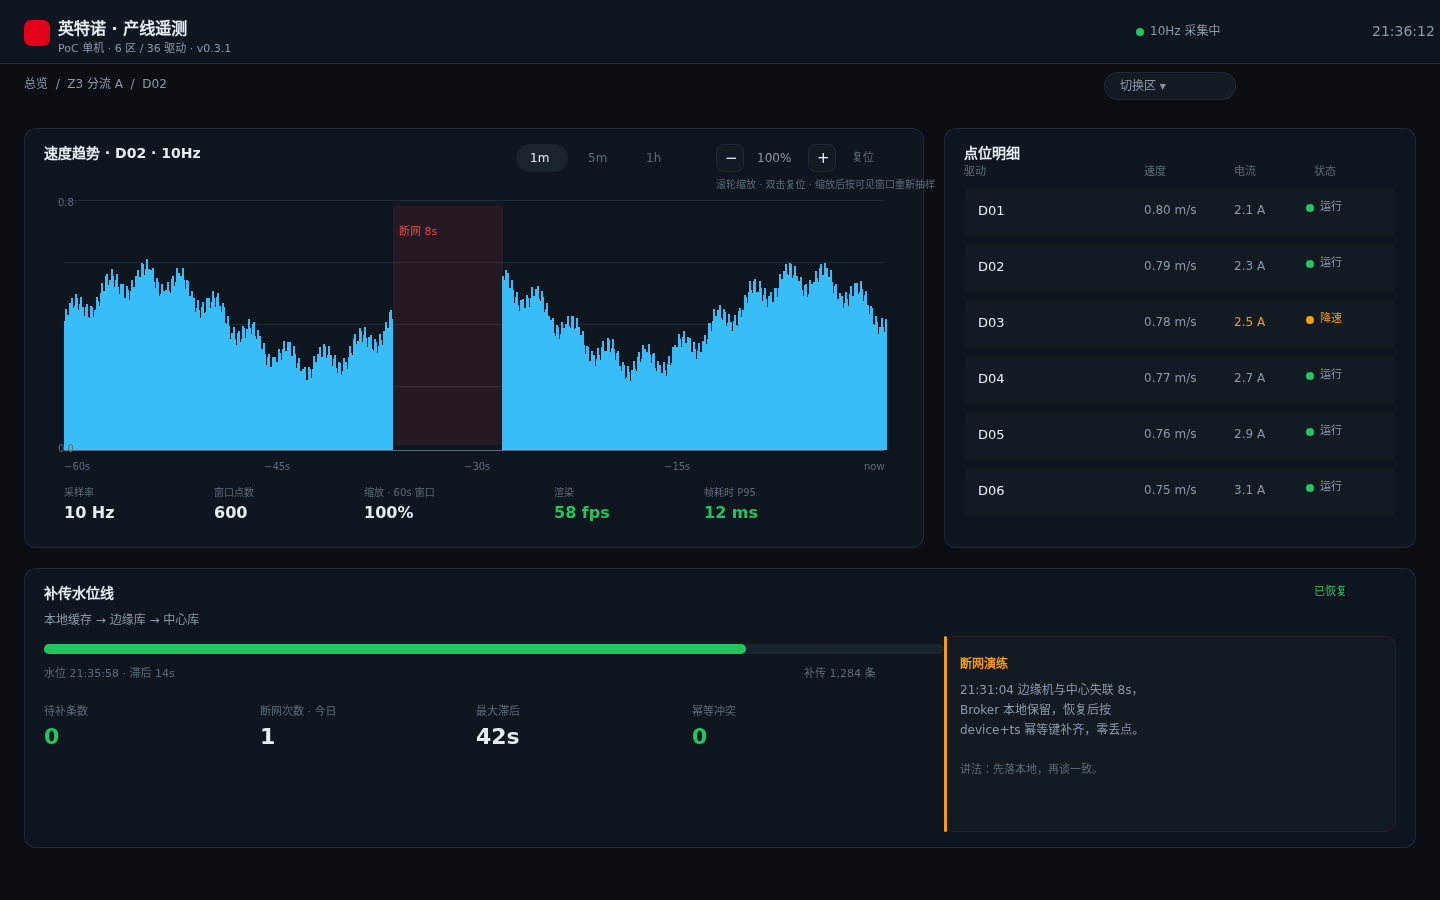 英特诺 · 产线遥测
PoC 单机 · 6 区 / 36 驱动 · v0.3.1
10Hz 采集中
21:36:12
总览 / Z3 分流 A / D02
切换区 ▾
速度趋势 · D02 · 10Hz
1m 5m 1h
− 100% + 复位
滚轮缩放 · 双击复位 · 缩放后按可见窗口重新抽样
0.8
断网 8s
0.0
−60s −45s −30s −15s now
采样率 窗口点数 缩放 · 60s 窗口 渲染 帧耗时 P95
10 Hz 600 100% 58 fps 12 ms
点位明细
驱动 速度 电流 状态
D01 0.80 m/s 2.1 A 运行
D02 0.79 m/s 2.3 A 运行
D03 0.78 m/s 2.5 A 降速
D04 0.77 m/s 2.7 A 运行
D05 0.76 m/s 2.9 A 运行
D06 0.75 m/s 3.1 A 运行
补传水位线
已恢复
本地缓存 → 边缘库 → 中心库
水位 21:35:58 · 滞后 14s
补传 1,284 条
待补条数 断网次数 · 今日 最大滞后 幂等冲突
0 1 42s 0
断网演练
21:31:04 边缘机与中心失联 8s，
Broker 本地保留，恢复后按
device+ts 幂等键补齐，零丢点。
讲法：先落本地，再谈一致。